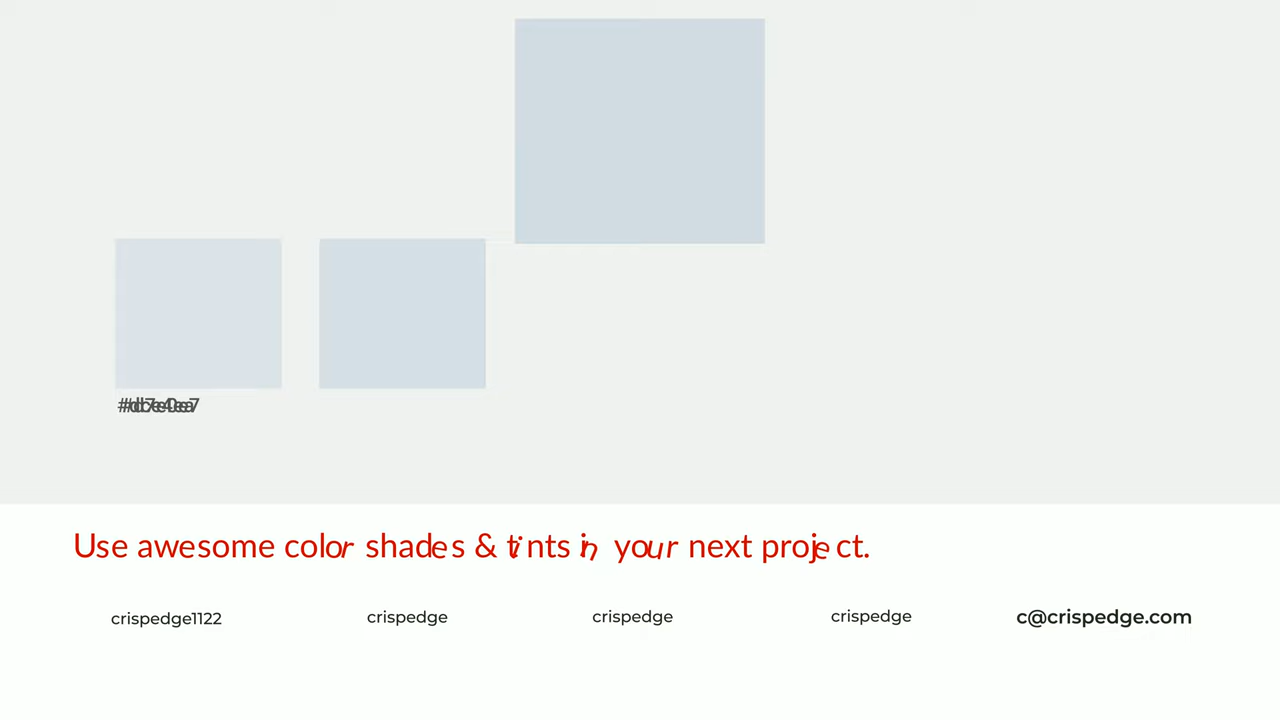 Use awesome color shades & tints in your next project.
crispedge1122 crispedge crispedge crispedge c@crispedge.com